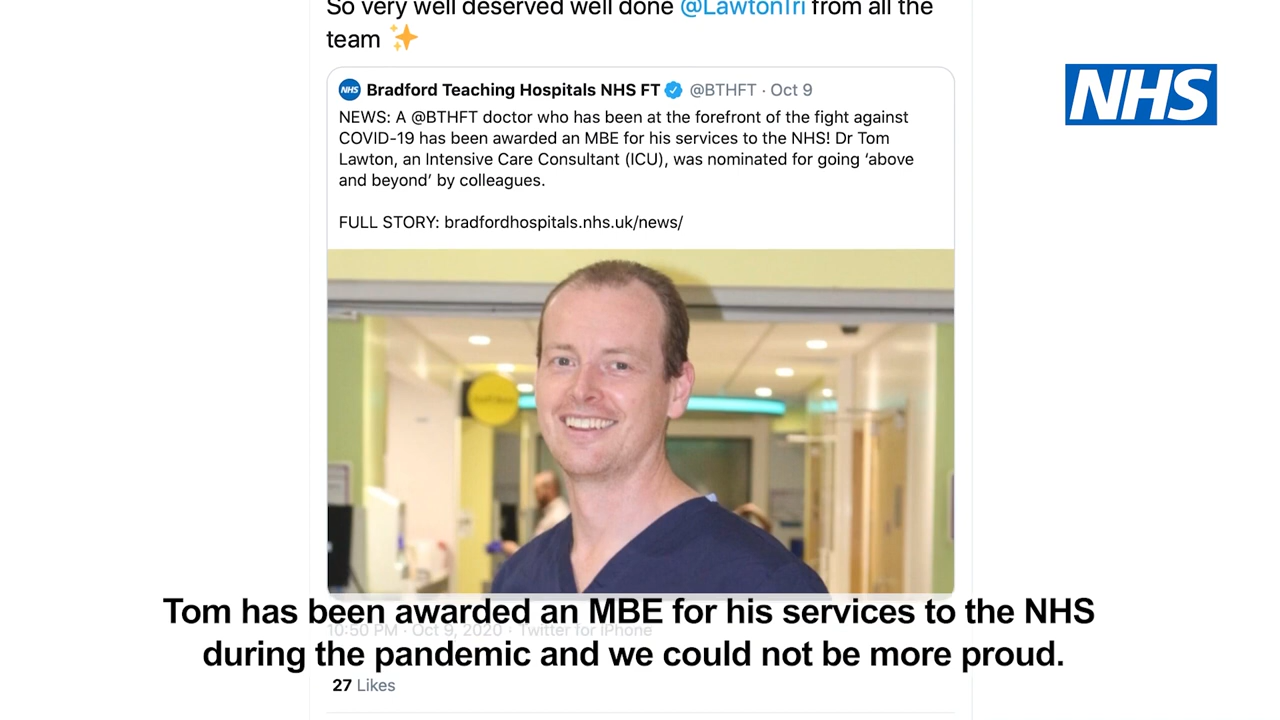 So very well deserved well done @LawtonTri from all the
team ✨
NHS
NHS Bradford Teaching Hospitals NHS FT @BTHFT · Oct 9
NEWS: A @BTHFT doctor who has been at the forefront of the fight against
COVID-19 has been awarded an MBE for his services to the NHS! Dr Tom
Lawton, an Intensive Care Consultant (ICU), was nominated for going ‘above
and beyond’ by colleagues.
FULL STORY: bradfordhospitals.nhs.uk/news/
Tom has been awarded an MBE for his services to the NHS
10:50 PM · Oct 9, 2020 · Twitter for iPhone
during the pandemic and we could not be more proud.
27 Likes